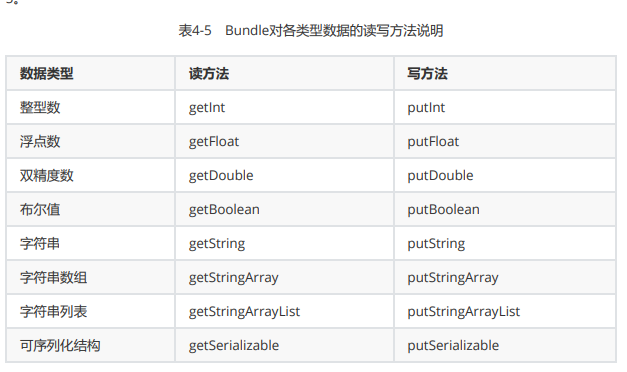 表4-5 Bundle对各类型数据的读写方法说明
数据类型 读方法 写方法
整型数 getInt putInt
浮点数 getFloat putFloat
双精度数 getDouble putDouble
布尔值 getBoolean putBoolean
字符串 getString putString
字符串数组 getStringArray putStringArray
字符串列表 getStringArrayList putStringArrayList
可序列化结构 getSerializable putSerializable